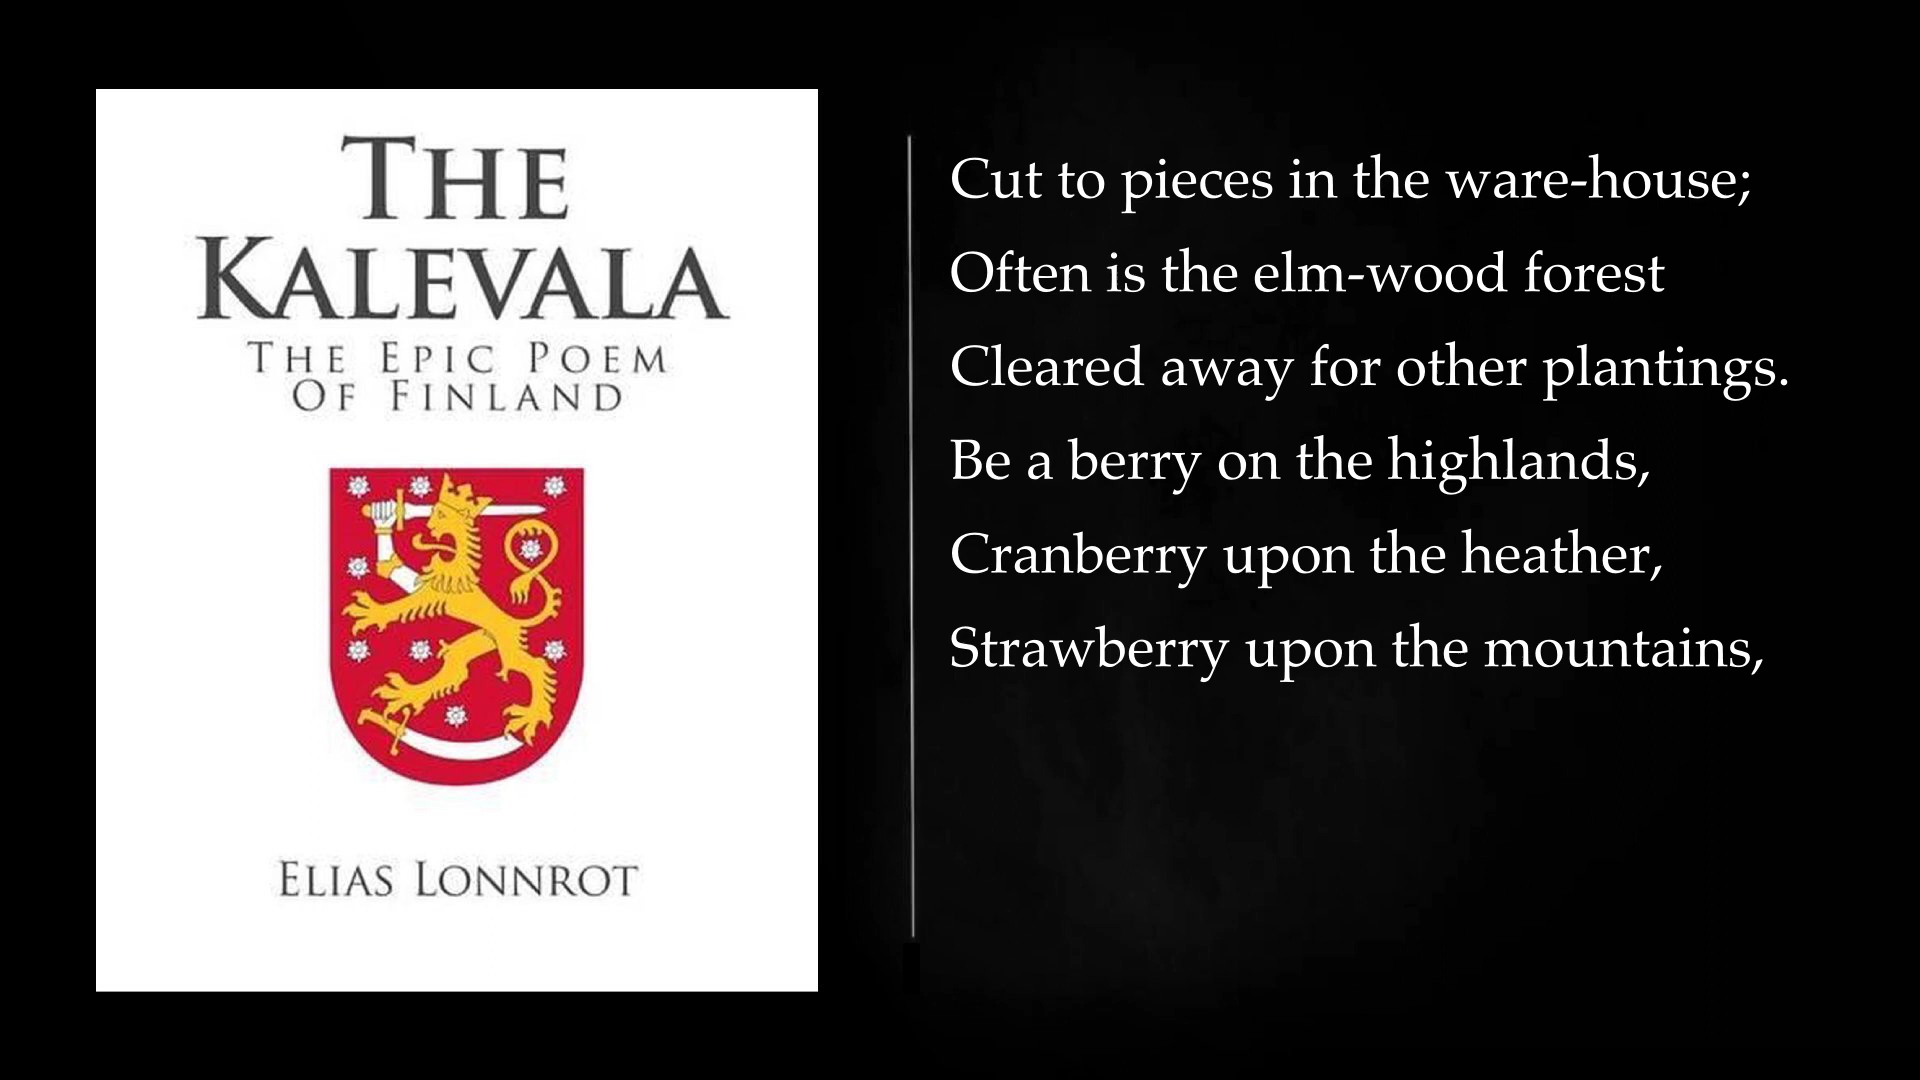 THE
KALEVALA
THE EPIC POEM
OF FINLAND
ELIAS LONNROT
Cut to pieces in the ware-house;
Often is the elm-wood forest
Cleared away for other plantings.
Be a berry on the highlands,
Cranberry upon the heather,
Strawberry upon the mountains,